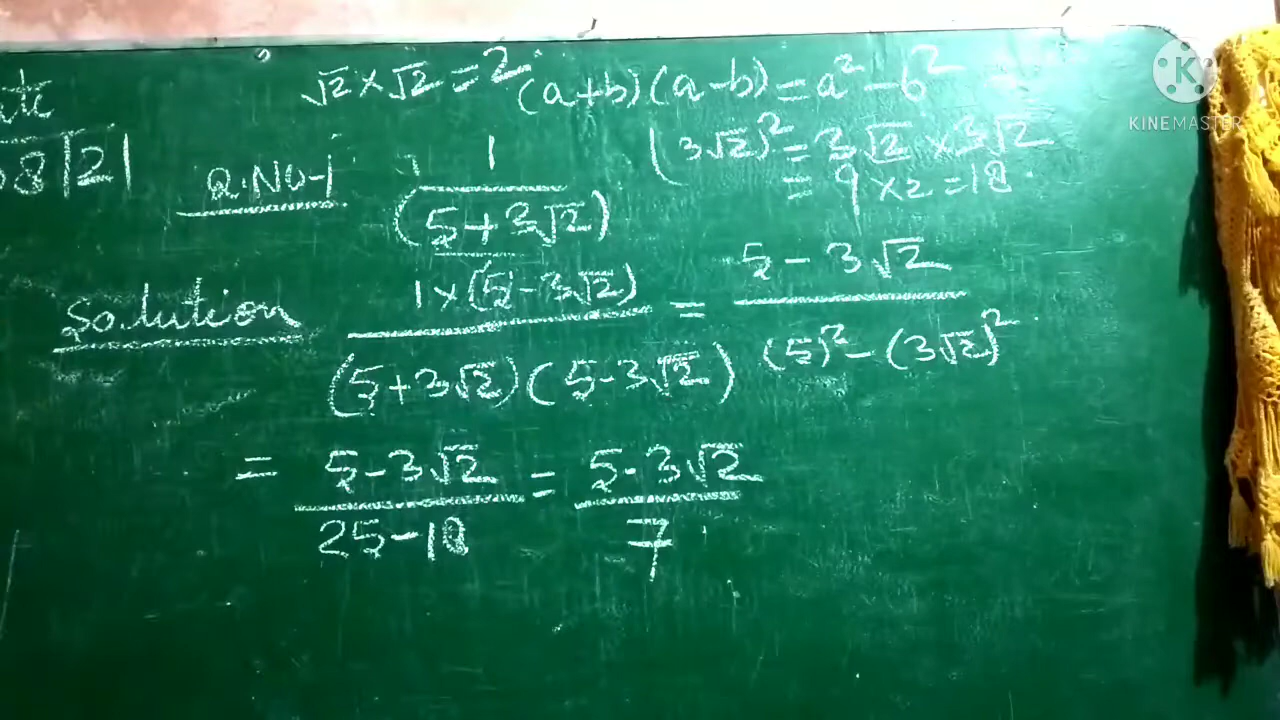 √2 × √2 = 2
(a+b)(a-b) = a² - b²
KINEMASTER
8|21
(3√2)² = 3√2 × 3√2
= 9 × 2 = 18
Q.No-1
1
(5+3√2)
Solution
1×(5-3√2)
(5+3√2)(5-3√2)
=
5-3√2
(5)² - (3√2)²
=
5-3√2
25-18
=
5-3√2
7